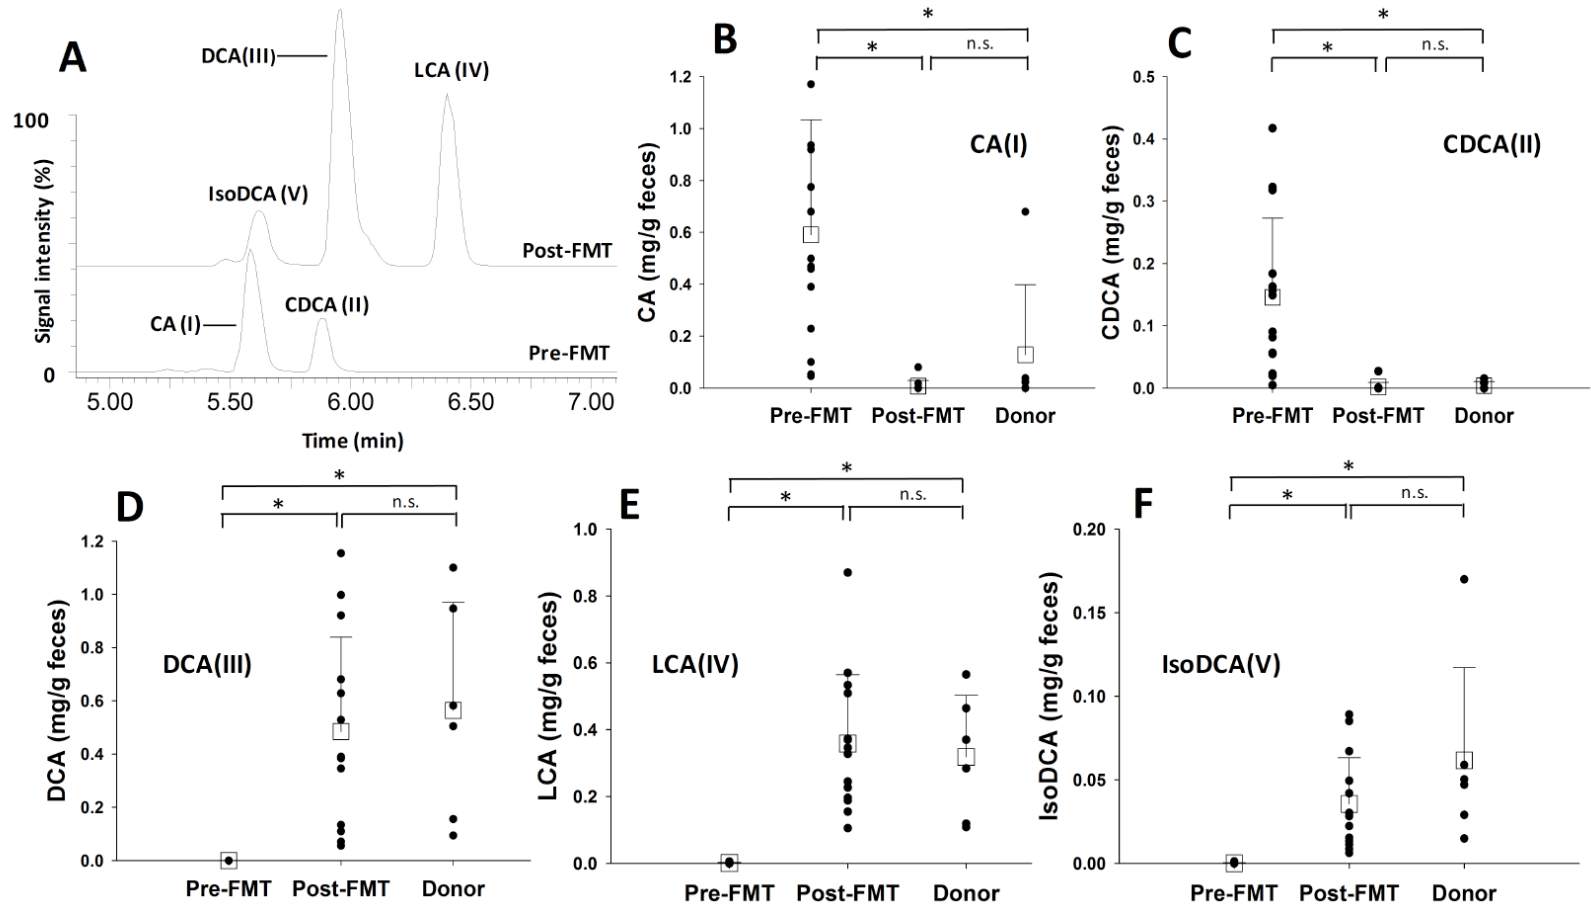 A
DCA(III)
LCA (IV)
100
IsoDCA (V)
Post-FMT
CDCA (II)
CA (I)
Pre-FMT
0
Signal intensity (%)
5.00 5.50 6.00 6.50 7.00
Time (min)
B
*
* n.s.
1.2
1.0
0.8
0.6
0.4
0.2
0.0
CA (mg/g feces)
CA(I)
Pre-FMT Post-FMT Donor
C
*
* n.s.
0.5
0.4
0.3
0.2
0.1
0.0
CDCA (mg/g feces)
CDCA(II)
Pre-FMT Post-FMT Donor
D
*
* n.s.
1.2
1.0
0.8
0.6
0.4
0.2
0.0
DCA (mg/g feces)
DCA(III)
Pre-FMT Post-FMT Donor
E
*
* n.s.
1.0
0.8
0.6
0.4
0.2
0.0
LCA (mg/g feces)
LCA(IV)
Pre-FMT Post-FMT Donor
F
*
* n.s.
0.20
0.15
0.10
0.05
0.00
IsoDCA (mg/g feces)
IsoDCA(V)
Pre-FMT Post-FMT Donor